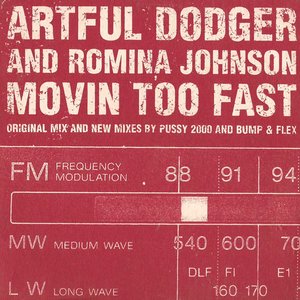 ARTFUL DODGER
AND ROMINA JOHNSON
MOVIN TOO FAST
ORIGINAL MIX AND NEW MIXES BY PUSSY 2000 AND BUMP & FLEX
FM FREQUENCY MODULATION 88 91 94
MW MEDIUM WAVE 540 600 70
DLF FI E1
LW LONG WAVE 160 170